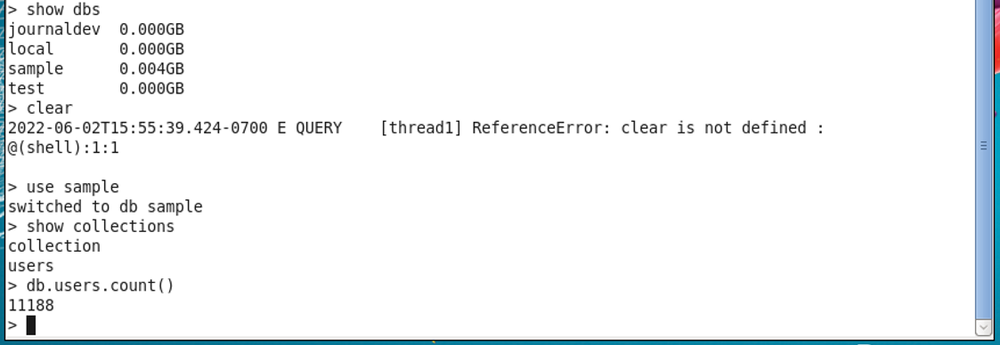 > show dbs
journaldev  0.000GB
local       0.000GB
sample      0.004GB
test        0.000GB
> clear
2022-06-02T15:55:39.424-0700 E QUERY    [thread1] ReferenceError: clear is not defined :
@(shell):1:1
> use sample
switched to db sample
> show collections
collection
users
> db.users.count()
11188
>